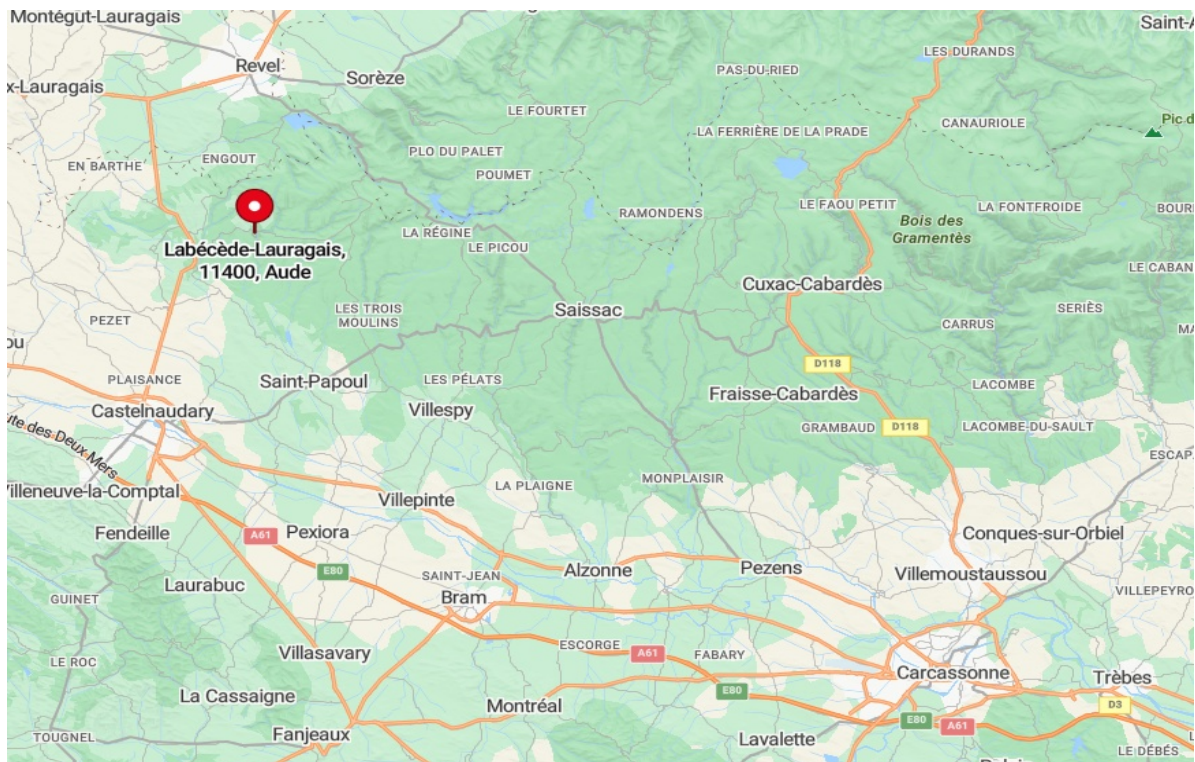 Montégut-Lauragais
Saint-A
Revel
Sorèze
LES DURANDS
PAS-DU-RIED
x-Lauragais
LE FOURTET
LA FERRIÈRE DE LA PRADE
CANAURIOLE
Pic d
EN BARTHE
ENGOUT
PLO DU PALET
POUMET
LE FAOU PETIT
LA FONTFROIDE
BOUR
RAMONDENS
Bois des
Gramentès
LA RÉGINE
LE PICOU
Labécède-Lauragais,
11400, Aude
LE CABAN
Cuxac-Cabardès
PEZET
LES TROIS
MOULINS
Saissac
SERIÈS
CARRUS
MA
ou
D118
PLAISANCE
Saint-Papoul
LES PÉLATS
Fraisse-Cabardès
LACOMBE
Castelnaudary
Villespy
GRAMBAUD
D118
LACOMBE-DU-SAULT
ute des Deux Mers
ESCAP
Villeneuve-la-Comptal
Villepinte
LA PLAIGNE
MONPLAISIR
Fendeille
A61
Pexiora
Conques-sur-Orbiel
E80
SAINT-JEAN
Alzonne
Pezens
Villemoustaussou
Laurabuc
Bram
VILLEPEYRO
GUINET
Villasavary
ESCORGE
A61
FABARY
LE ROC
Carcassonne
Trèbes
La Cassaigne
Montréal
E80
D3
E80
A61
TOUGNEL
Fanjeaux
Lavalette
LE DÉBÉS